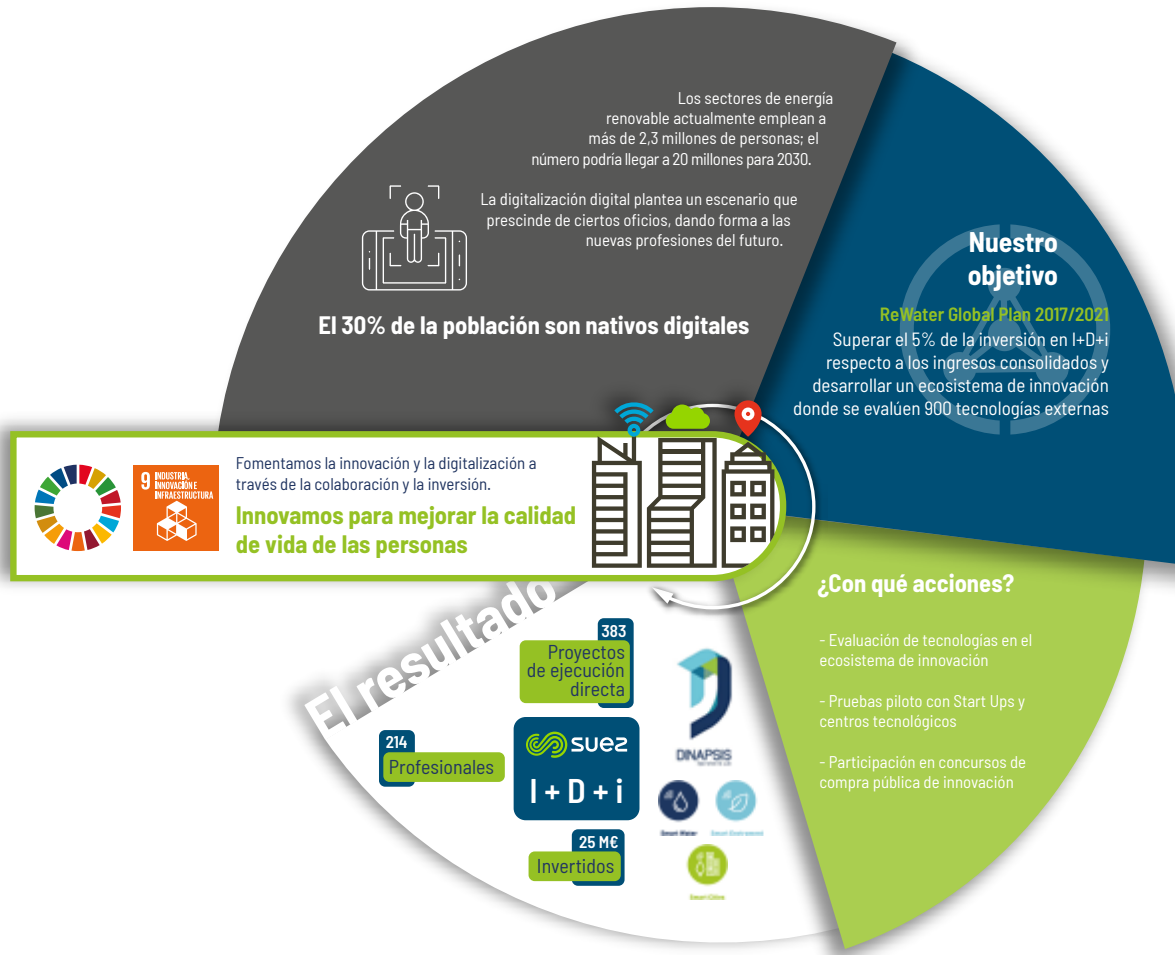 Los sectores de energía
renovable actualmente emplean a
más de 2,3 millones de personas; el
número podría llegar a 20 millones para 2030.
La digitalización digital plantea un escenario que
prescinde de ciertos oficios, dando forma a las
nuevas profesiones del futuro.
El 30% de la población son nativos digitales
Nuestro
objetivo
ReWater Global Plan 2017/2021
Superar el 5% de la inversión en I+D+i
respecto a los ingresos consolidados y
desarrollar un ecosistema de innovación
donde se evalúen 900 tecnologías externas
9 INDUSTRIA,
INNOVACIÓN E
INFRAESTRUCTURA
Fomentamos la innovación y la digitalización a
través de la colaboración y la inversión.
Innovamos para mejorar la calidad
de vida de las personas
¿Con qué acciones?
- Evaluación de tecnologías en el
ecosistema de innovación
- Pruebas piloto con Start Ups y
centros tecnológicos
- Participación en concursos de
compra pública de innovación
El resultado
383
Proyectos
de ejecución
directa
214
Profesionales
suez
I + D + i
25 M€
Invertidos
DINAPSIS
Smart Water
Smart Environment
Smart Cities